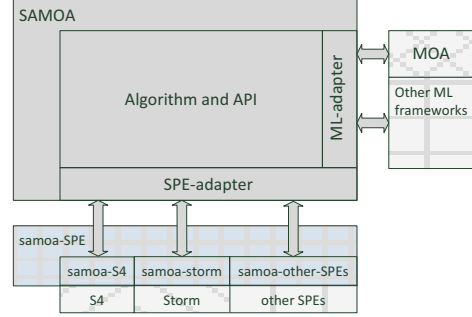 SAMOA
Algorithm and API
ML-adapter
MOA
Other ML
frameworks
SPE-adapter
samoa-SPE
samoa-S4
samoa-storm
samoa-other-SPEs
S4
Storm
other SPEs